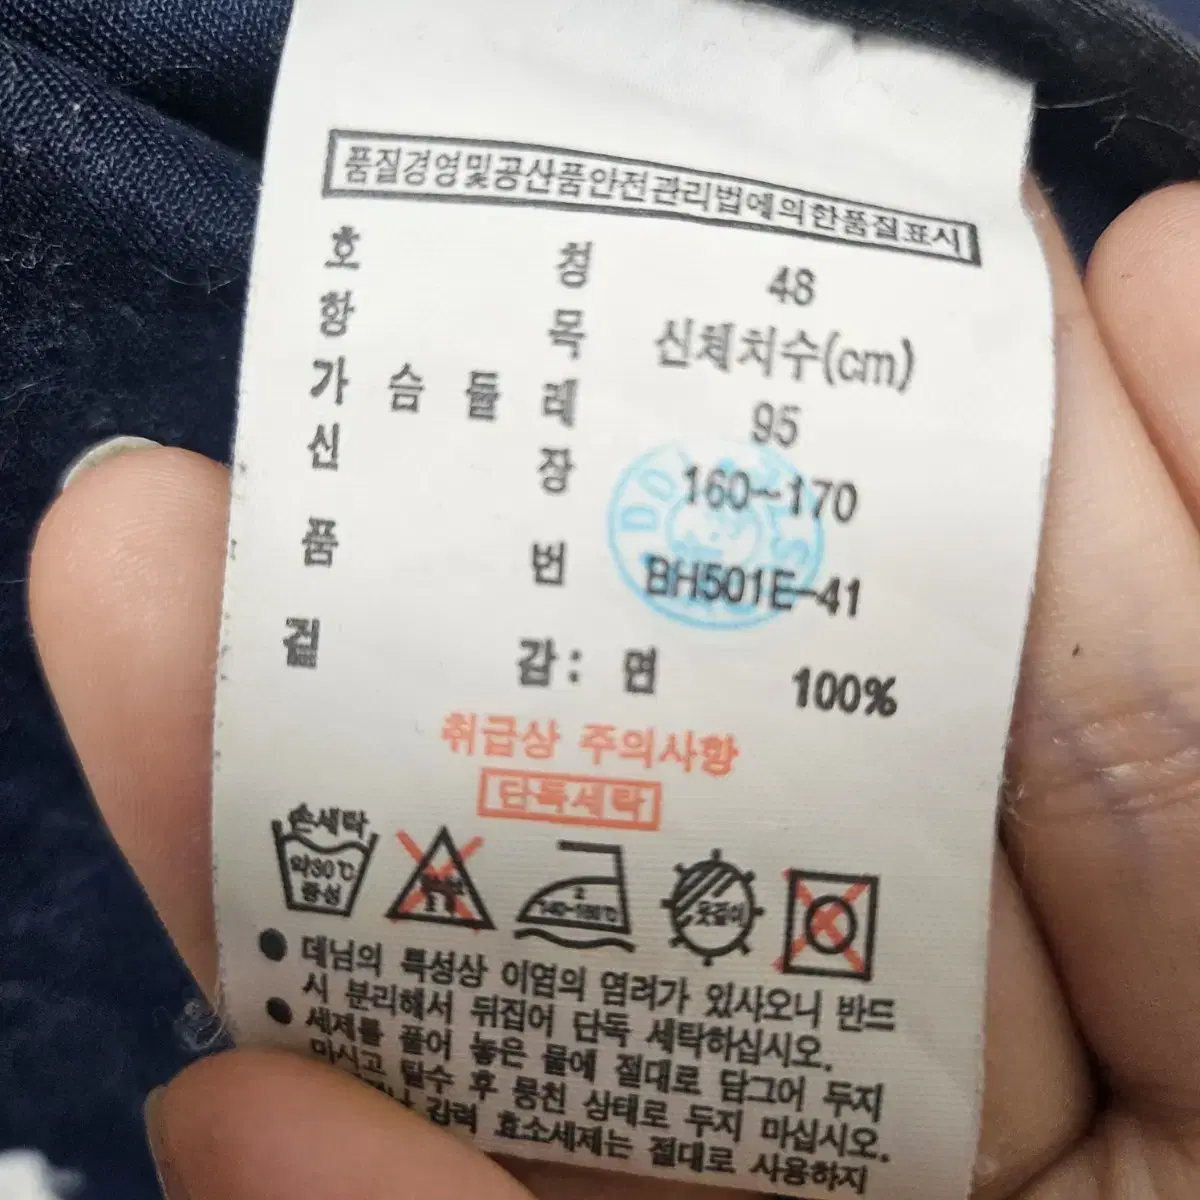 품질경영및공산품안전관리법에의한품질표시
호 칭 48
항 목 신체치수(cm)
가 슴 둘 레 95
신 장 160-170
품 번 BH501E-41
겉 감: 면 100%
취급상 주의사항
단독세탁
손세탁
약30℃
중성
2
140-160℃
옷걸이
● 데님의 특성상 이염의 염려가 있사오니 반드
시 분리해서 뒤집어 단독 세탁하십시오.
● 세제를 풀어 놓은 물에 절대로 담그어 두지
마시고 탈수 후 뭉친 상태로 두지 마십시오.
강력 효소세제는 절대로 사용하지